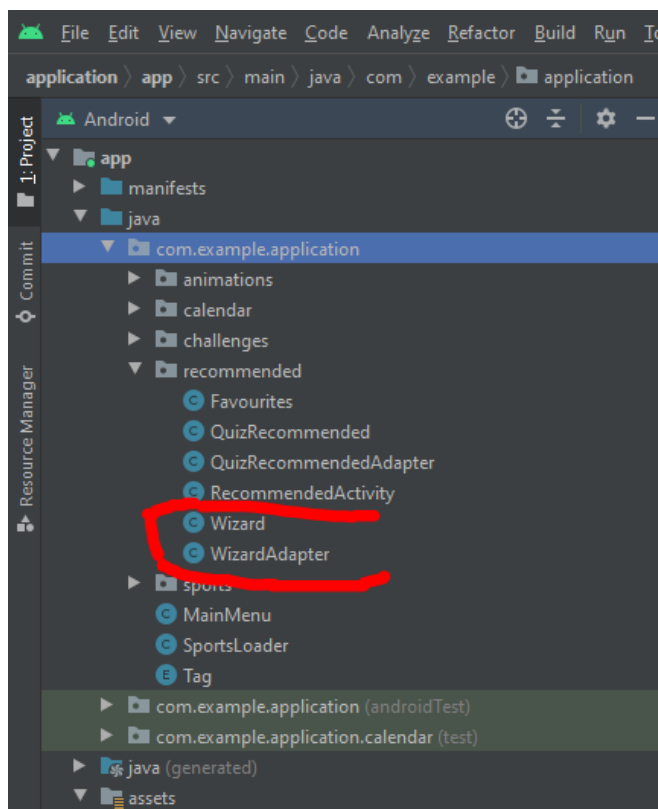 File Edit View Navigate Code Analyze Refactor Build Run
application app src main java com example application
1: Project
Android
app
manifests
java
com.example.application
animations
Commit
calendar
challenges
recommended
Resource Manager
Favourites
QuizRecommended
QuizRecommendedAdapter
RecommendedActivity
Wizard
WizardAdapter
sports
MainMenu
SportsLoader
Tag
com.example.application (androidTest)
com.example.application.calendar (test)
java (generated)
assets